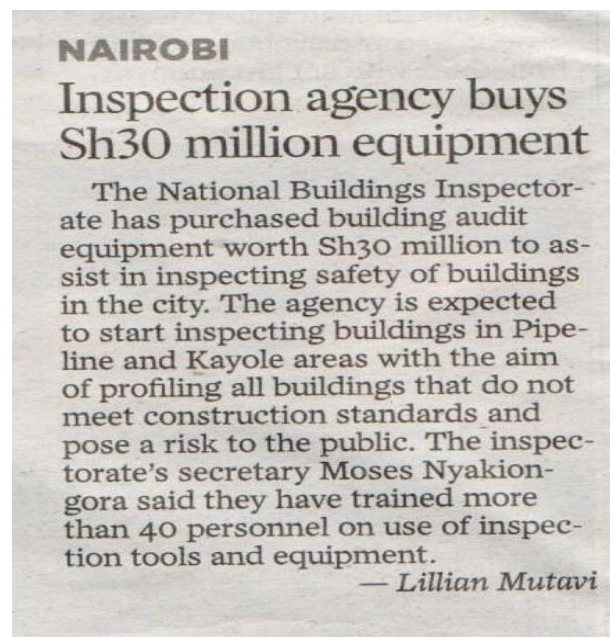 NAIROBI
Inspection agency buys
Sh30 million equipment
The National Buildings Inspector-
ate has purchased building audit
equipment worth Sh30 million to as-
sist in inspecting safety of buildings
in the city. The agency is expected
to start inspecting buildings in Pipe-
line and Kayole areas with the aim
of profiling all buildings that do not
meet construction standards and
pose a risk to the public. The inspec-
torate's secretary Moses Nyakion-
gora said they have trained more
than 40 personnel on use of inspec-
tion tools and equipment.
— Lillian Mutavi